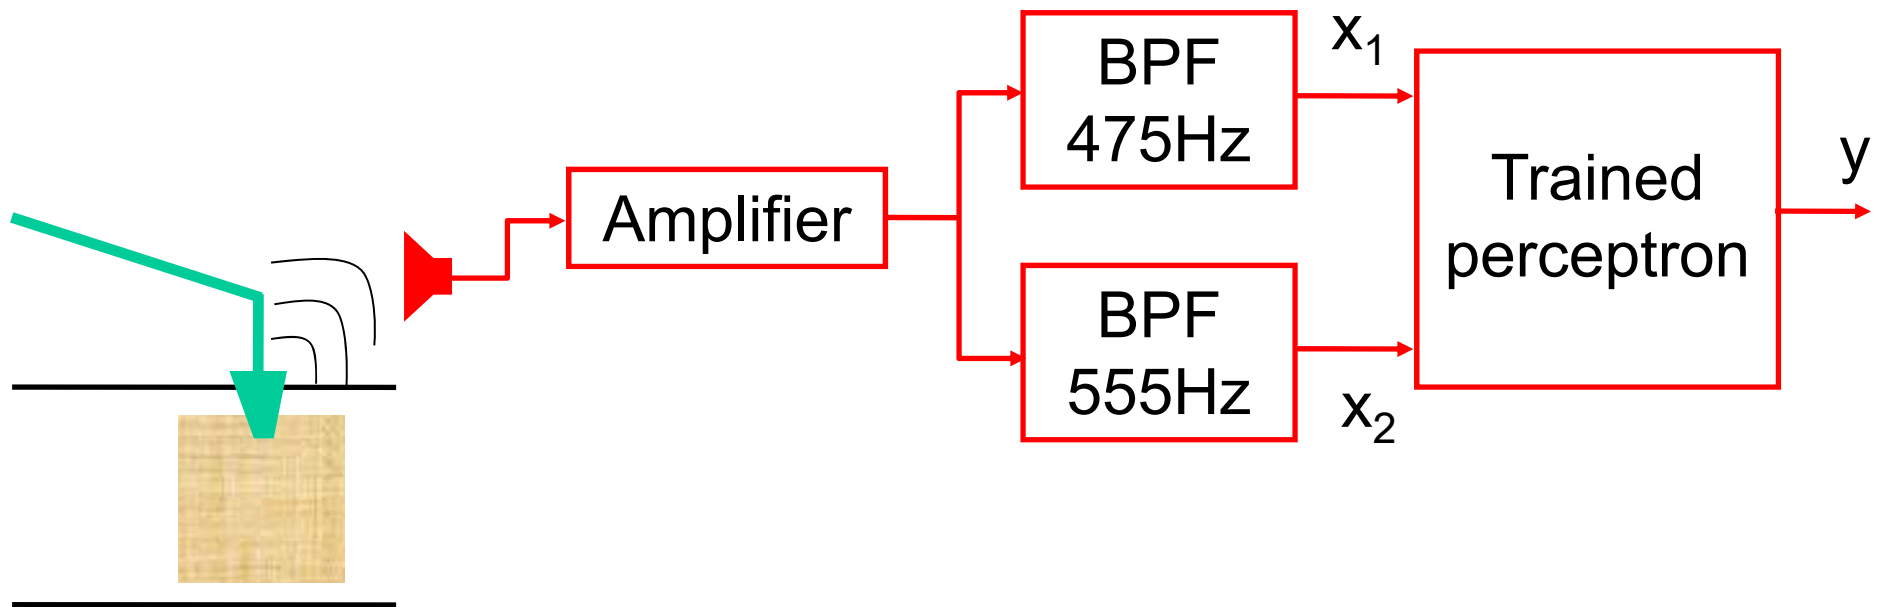 Amplifier
BPF
475Hz
x₁
BPF
555Hz
x₂
Trained
perceptron
y